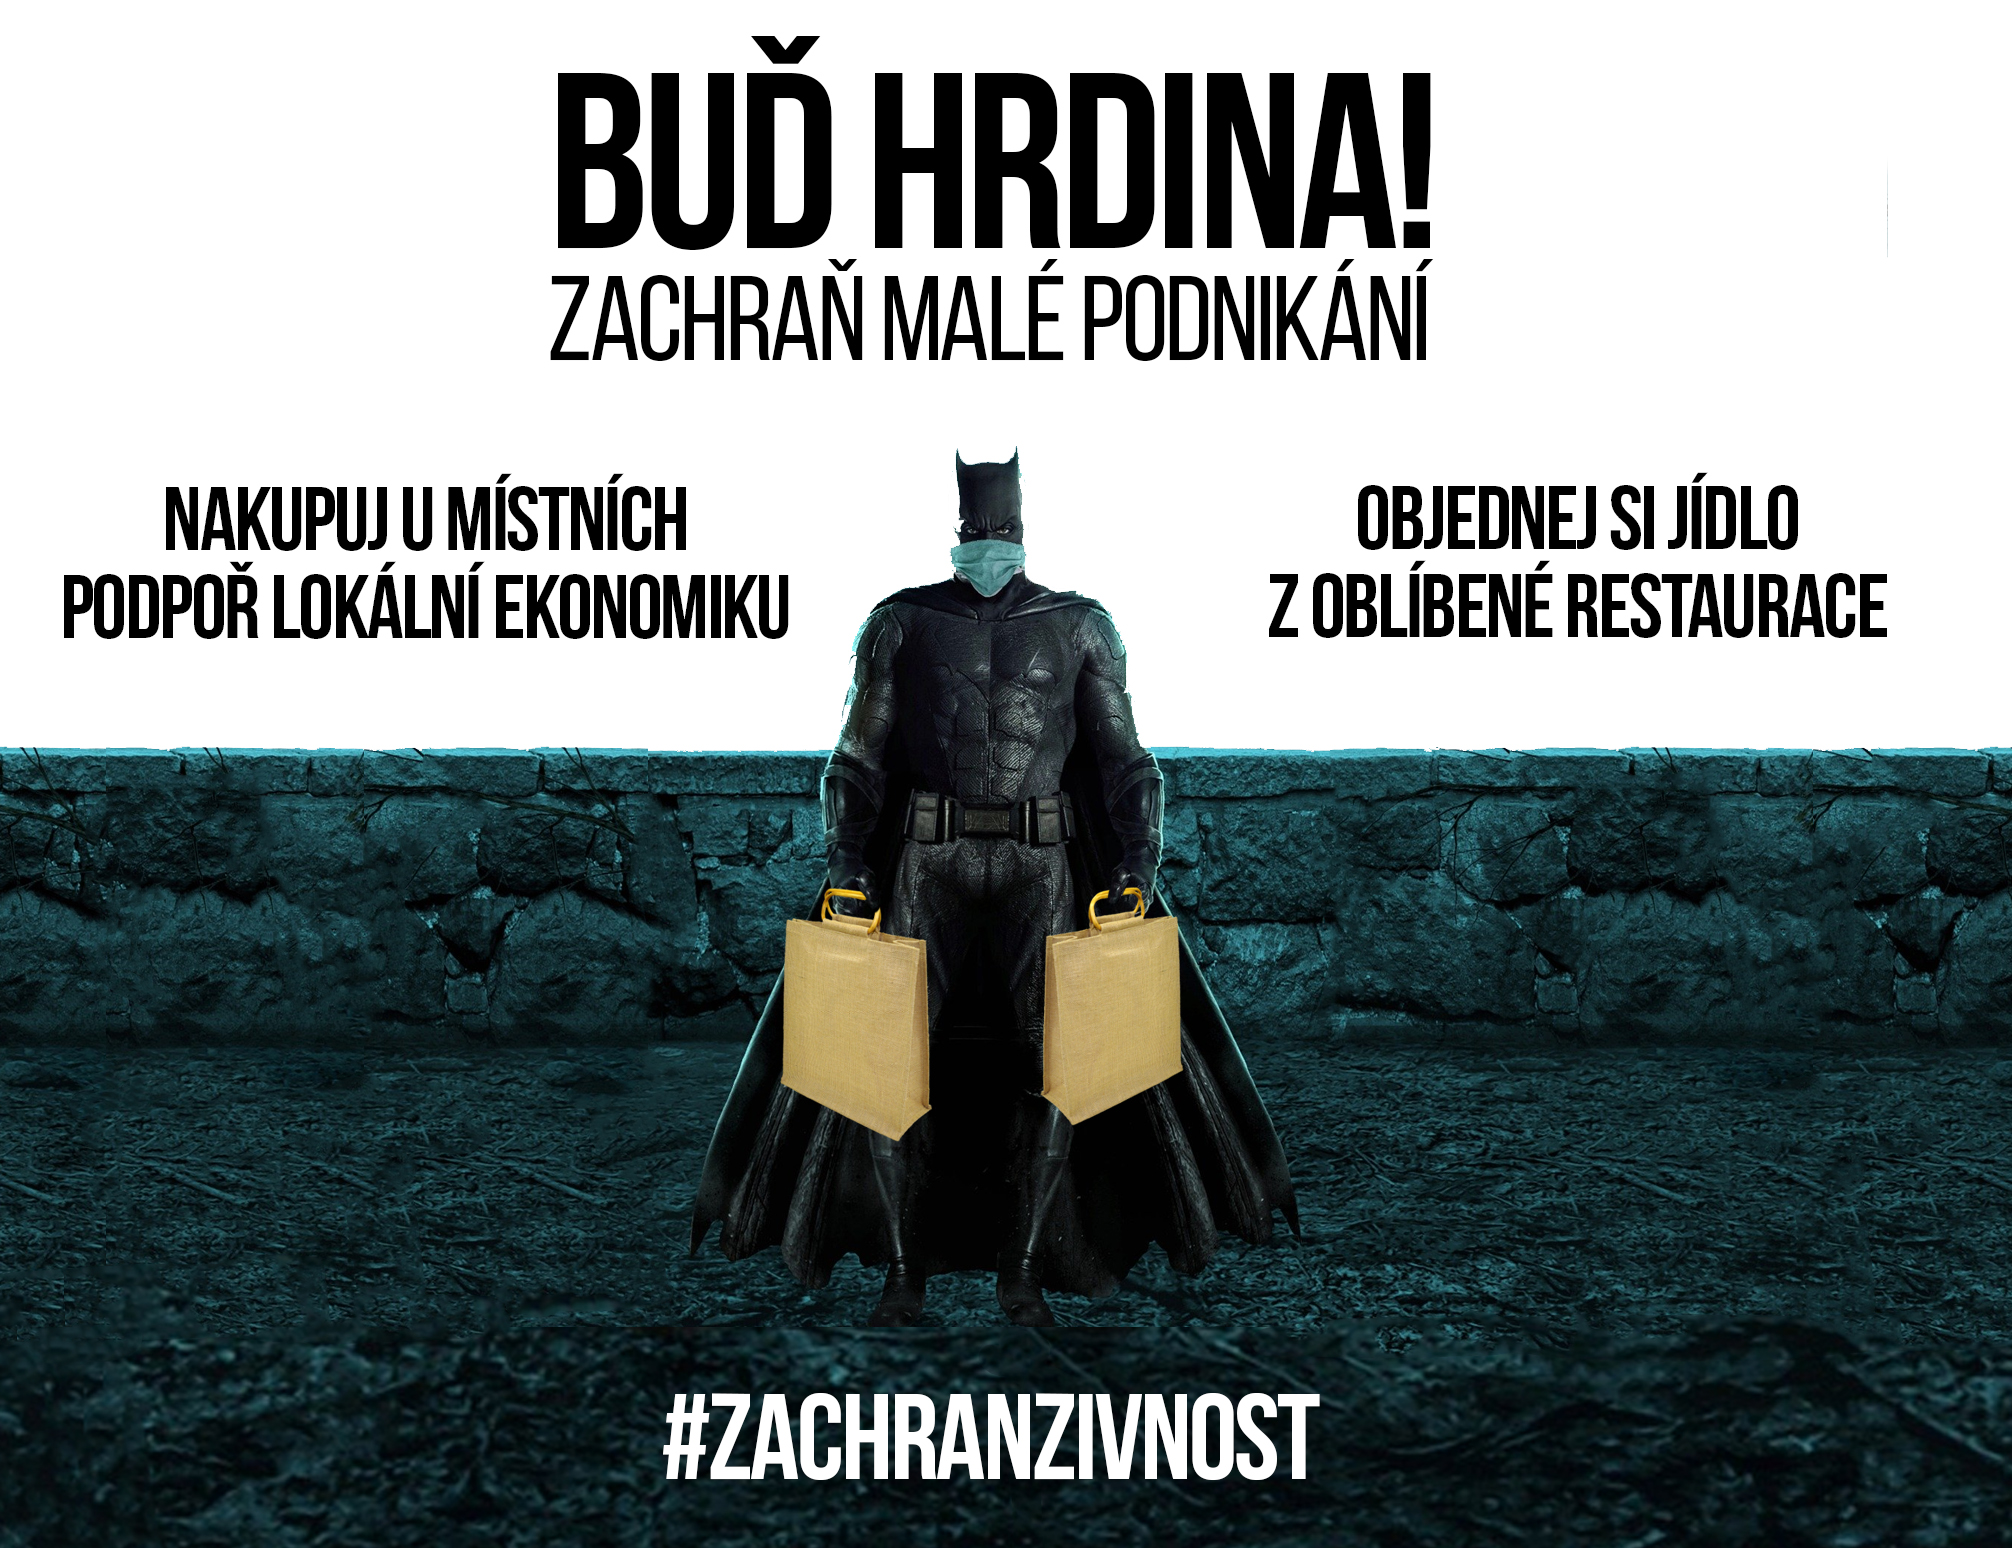 BUĎ HRDINA!
ZACHRAŇ MALÉ PODNIKÁNÍ
NAKUPUJ U MÍSTNÍCH
PODPOŘ LOKÁLNÍ EKONOMIKU
OBJEDNEJ SI JÍDLO
Z OBLÍBENÉ RESTAURACE
#ZACHRANZIVNOST